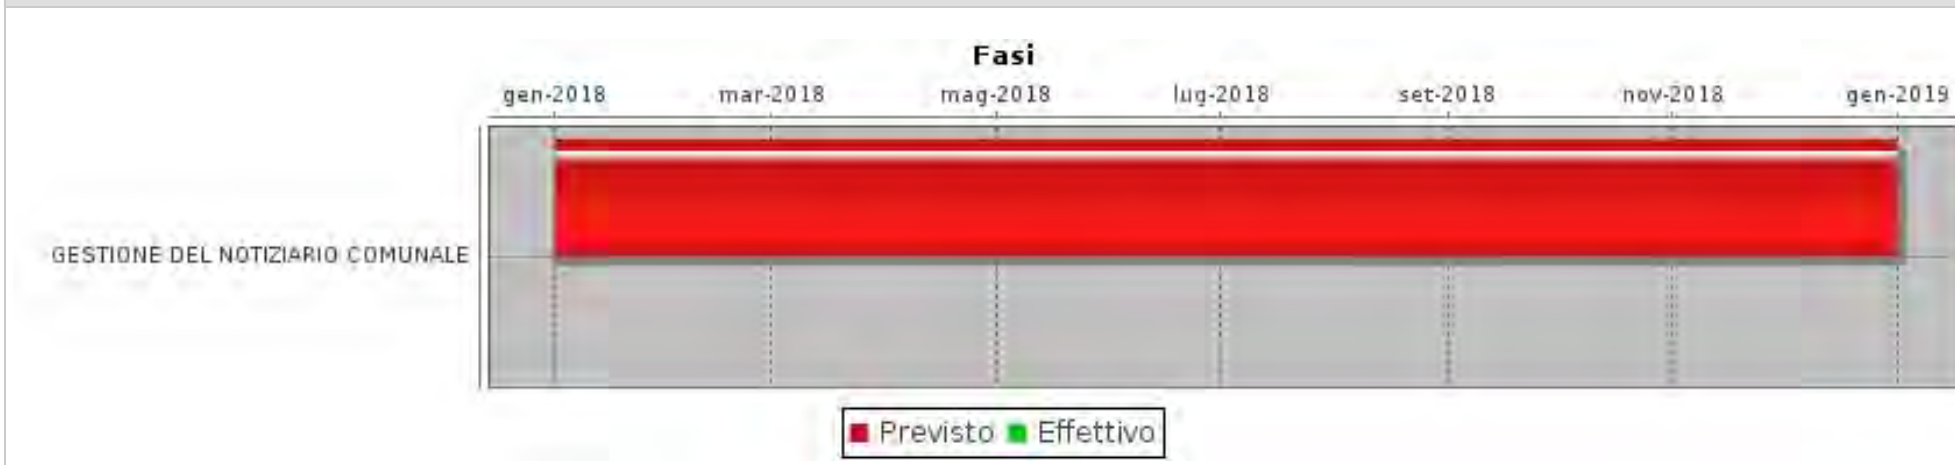 Fasi
gen-2018 mar-2018 mag-2018 lug-2018 set-2018 nov-2018 gen-2019
GESTIONE DEL NOTIZIARIO COMUNALE
Previsto Effettivo